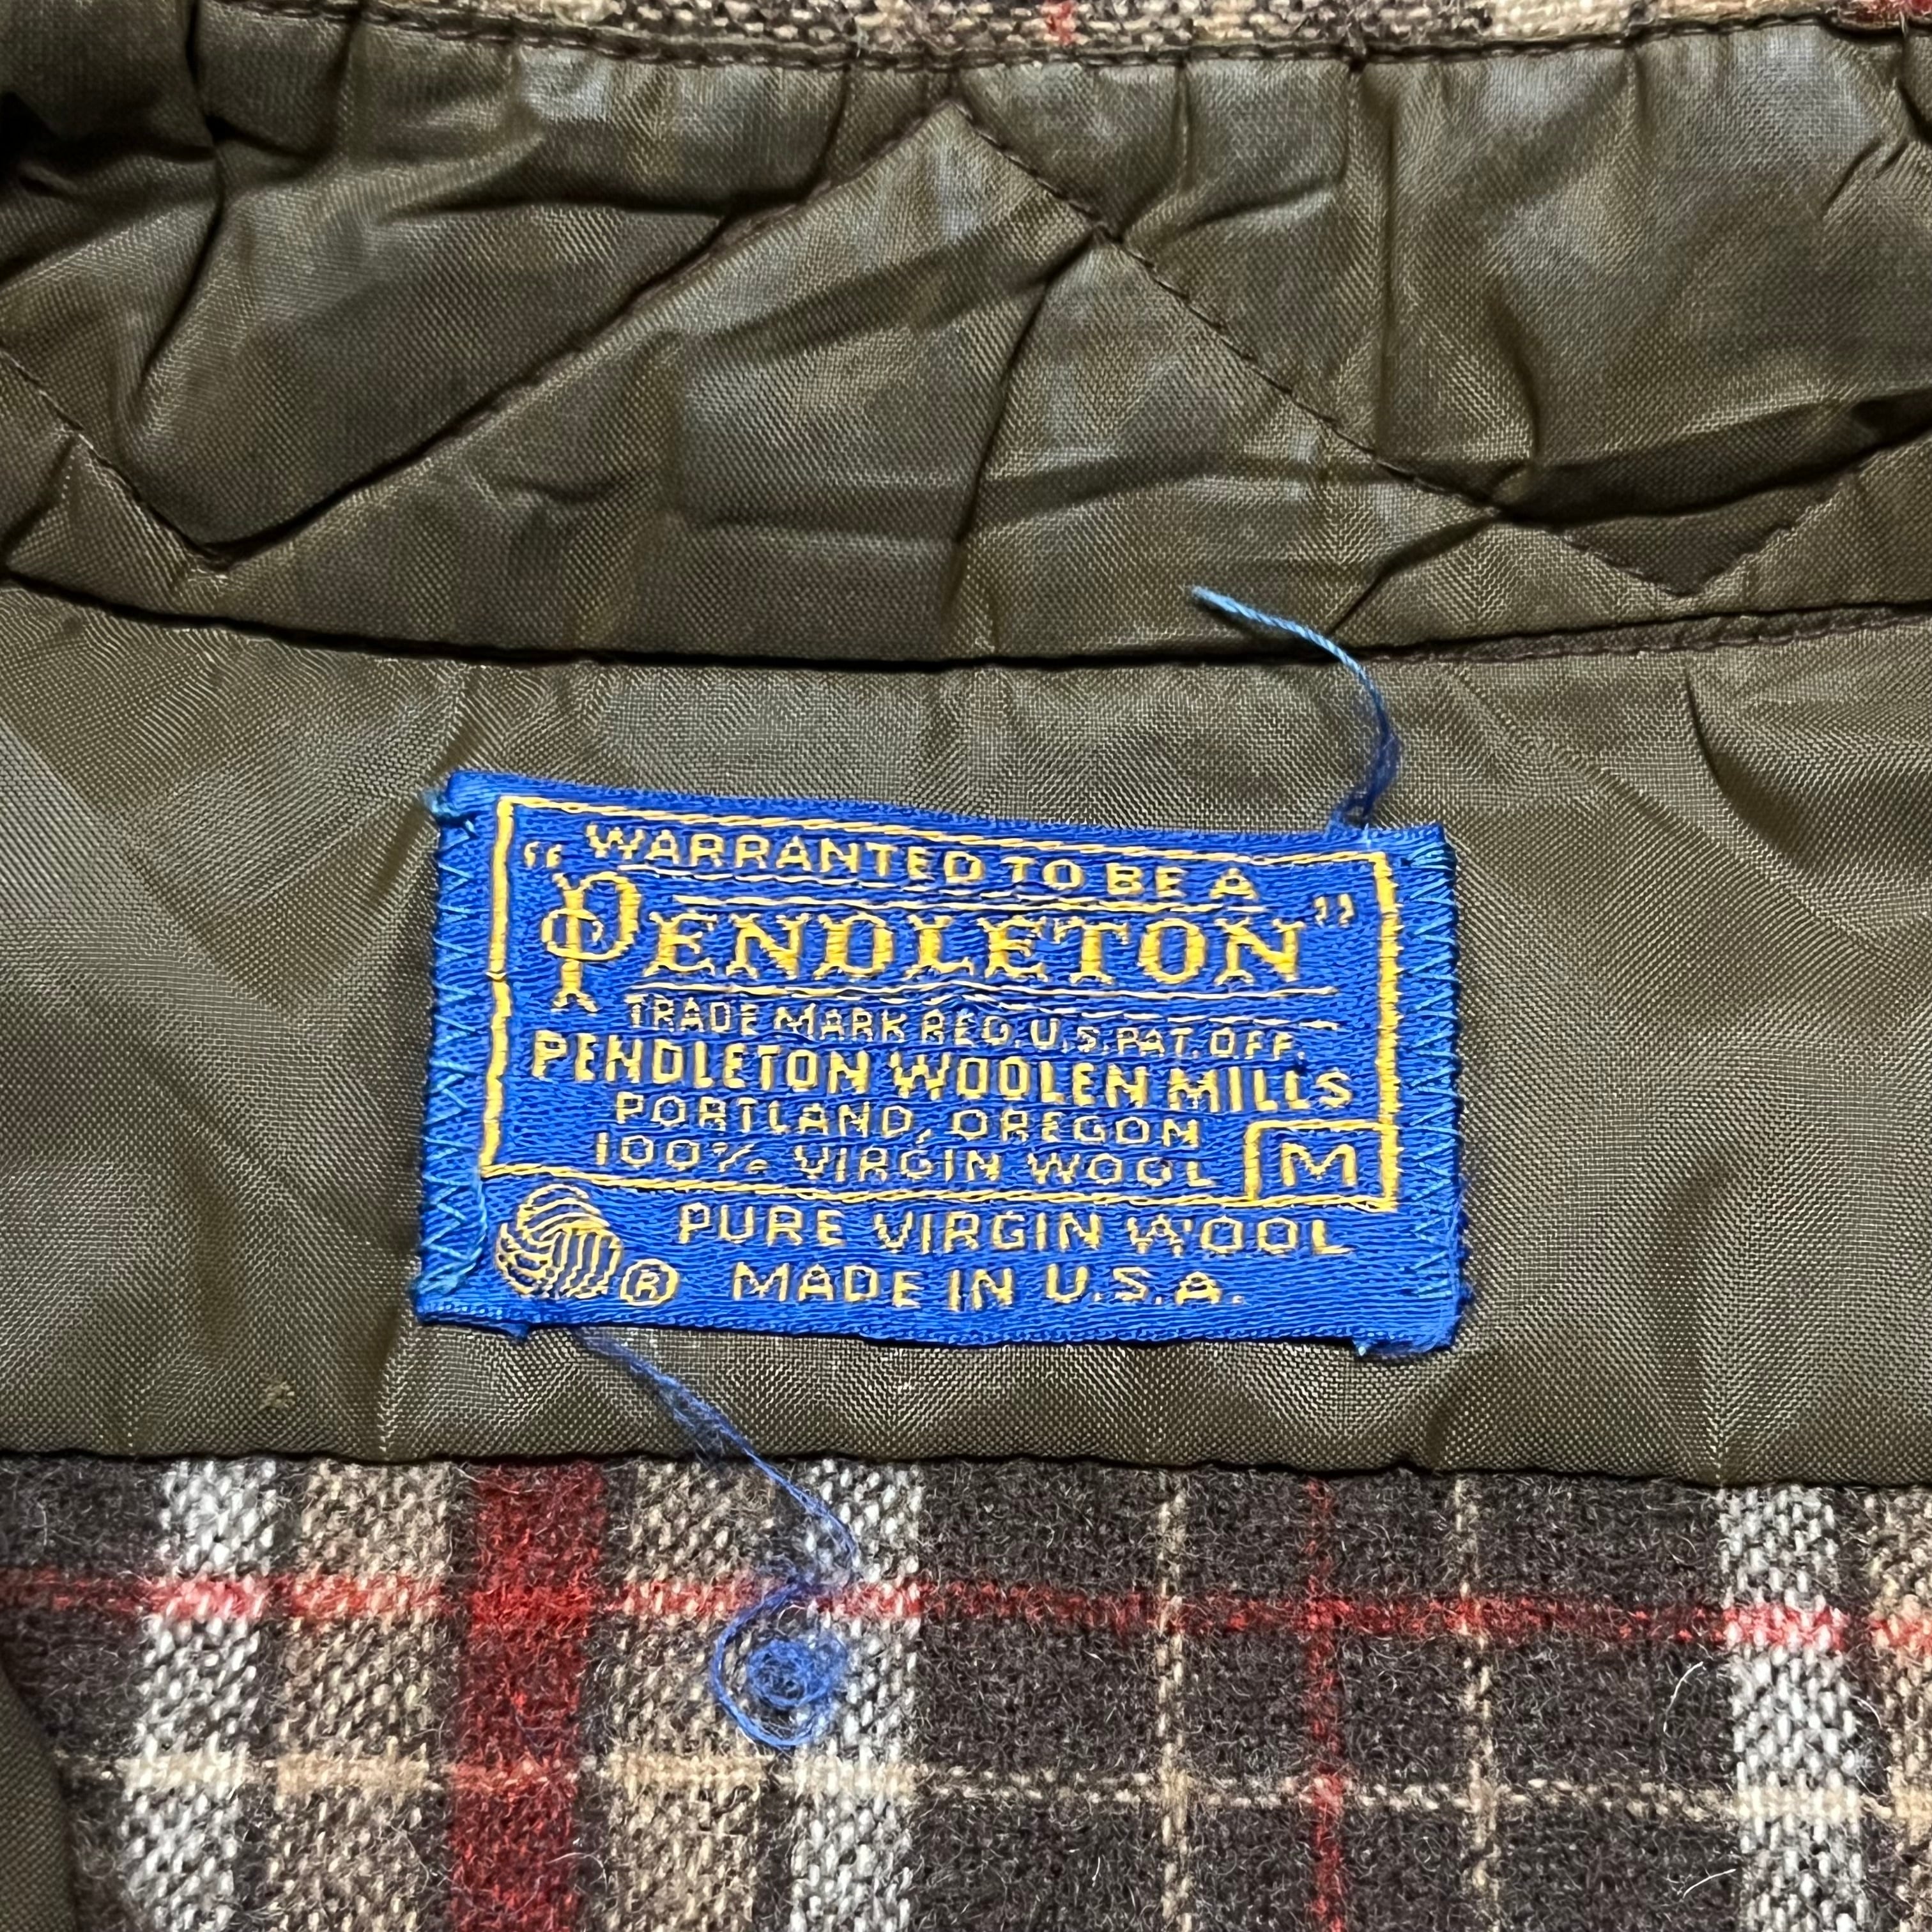 "WARRANTED TO BE A
PENDLETON"
TRADE MARK REG. U.S. PAT. OFF.
PENDLETON WOOLEN MILLS
PORTLAND, OREGON
100% VIRGIN WOOL M
PURE VIRGIN WOOL
® MADE IN U.S.A.